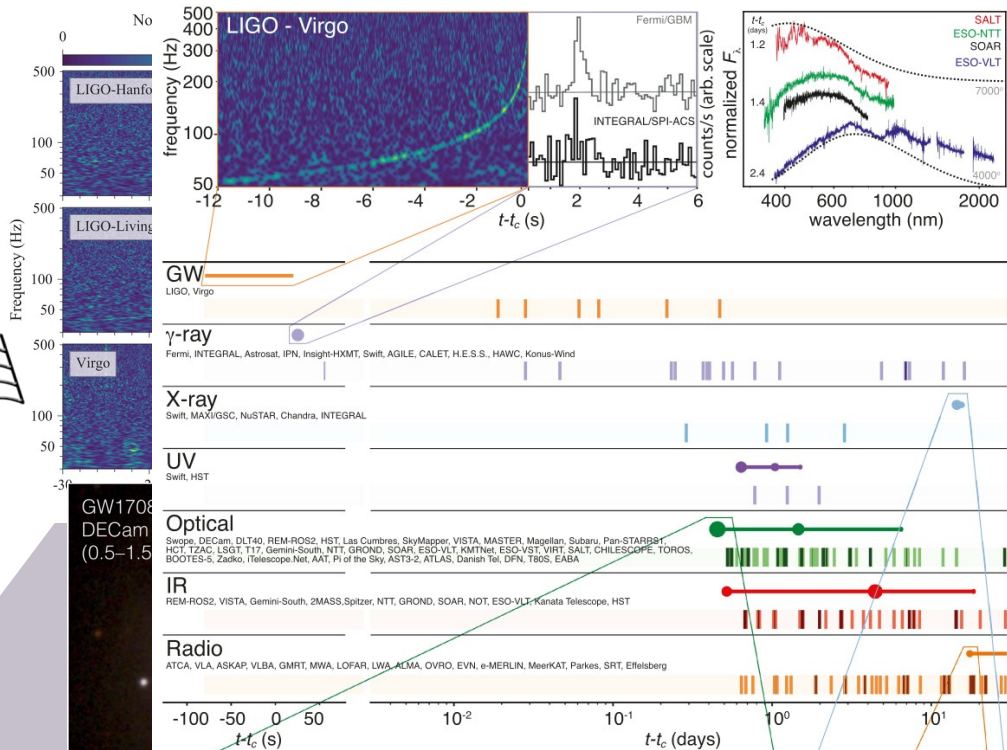 No
0
500
LIGO-Hanfo
100
50
500
LIGO-Living
100
50
500
Virgo
100
50
-30
2
Frequency (Hz)
GW1708
DECam
(0.5–1.5
LIGO - Virgo
500
400
300
200
100
50
frequency (Hz)
-12 -10 -8 -6 -4 -2 0
t-tc (s)
Fermi/GBM
INTEGRAL/SPI-ACS
counts/s (arb. scale)
2 4 6
t-tc (days)
1.2
1.4
2.4
SALT
ESO-NTT
SOAR
ESO-VLT
7000°
4000°
normalized Fλ
400 600 1000 2000
wavelength (nm)
GW
LIGO, Virgo
γ-ray
Fermi, INTEGRAL, Astrosat, IPN, Insight-HXMT, Swift, AGILE, CALET, H.E.S.S., HAWC, Konus-Wind
X-ray
Swift, MAXI/GSC, NuSTAR, Chandra, INTEGRAL
UV
Swift, HST
Optical
Swope, DECam, DLT40, REM-ROS2, HST, Las Cumbres, SkyMapper, VISTA, MASTER, Magellan, Subaru, Pan-STARRS1,
HCT, TZAC, LSGT, T17, Gemini-South, NTT, GROND, SOAR, ESO-VLT, KMTNet, ESO-VST, VIRT, SALT, CHILESCOPE, TOROS,
BOOTES-5, Zadko, iTelescope.Net, AAT, Pi of the Sky, AST3-2, ATLAS, Danish Tel, DFN, T80S, EABA
IR
REM-ROS2, VISTA, Gemini-South, 2MASS,Spitzer, NTT, GROND, SOAR, NOT, ESO-VLT, Kanata Telescope, HST
Radio
ATCA, VLA, ASKAP, VLBA, GMRT, MWA, LOFAR, LWA, ALMA, OVRO, EVN, e-MERLIN, MeerKAT, Parkes, SRT, Effelsberg
-100 -50 0 50
t-tc (s)
10⁻² 10⁻¹ 10⁰ 10¹
t-tc (days)